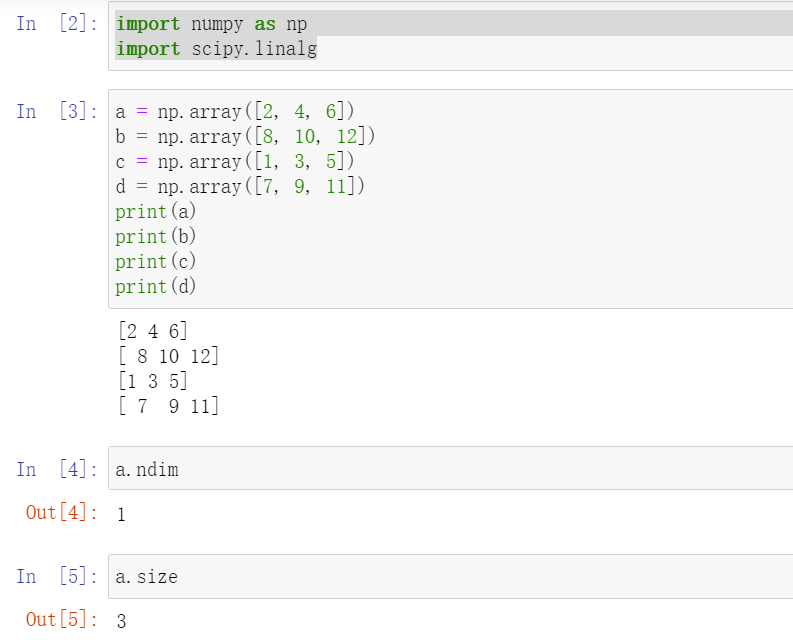 In [2]: import numpy as np
import scipy.linalg
In [3]: a = np.array([2, 4, 6])
b = np.array([8, 10, 12])
c = np.array([1, 3, 5])
d = np.array([7, 9, 11])
print(a)
print(b)
print(c)
print(d)
[2 4 6]
[ 8 10 12]
[1 3 5]
[ 7  9 11]
In [4]: a.ndim
Out[4]: 1
In [5]: a.size
Out[5]: 3